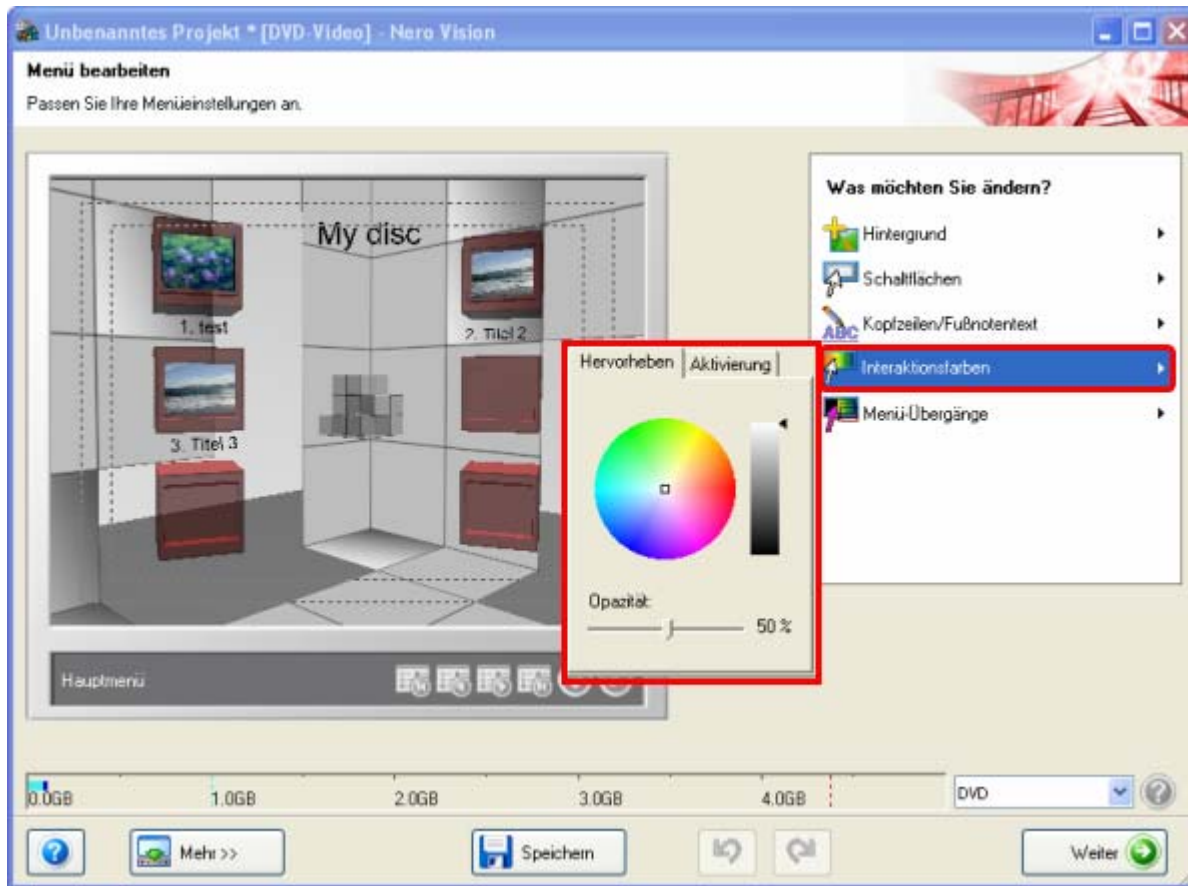 Unbenanntes Projekt * [DVD-Video] - Nero Vision
Menü bearbeiten
Passen Sie Ihre Menüeinstellungen an.
My disc
1. test
2. Titel 2
3. Titel 3
Hauptmenü
Was möchten Sie ändern?
Hintergrund
Schaltflächen
ABC Kopfzeilen/Fußnotentext
Interaktionsfarben
Menü-Übergänge
Hervorheben Aktivierung
Opazität:
50 %
0.0GB 1.0GB 2.0GB 3.0GB 4.0GB DVD
Mehr >> Speichern Weiter